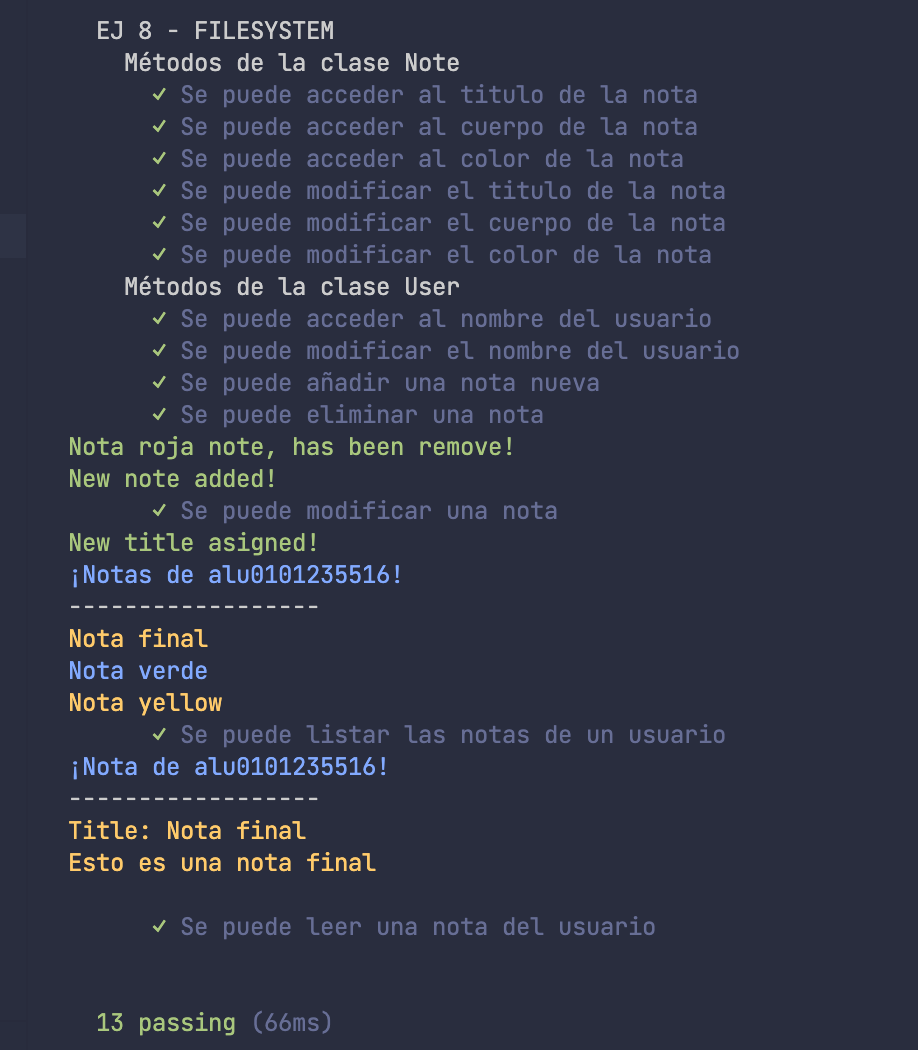 EJ 8 - FILESYSTEM
Métodos de la clase Note
✓ Se puede acceder al titulo de la nota
✓ Se puede acceder al cuerpo de la nota
✓ Se puede acceder al color de la nota
✓ Se puede modificar el titulo de la nota
✓ Se puede modificar el cuerpo de la nota
✓ Se puede modificar el color de la nota
Métodos de la clase User
✓ Se puede acceder al nombre del usuario
✓ Se puede modificar el nombre del usuario
✓ Se puede añadir una nota nueva
✓ Se puede eliminar una nota
Nota roja note, has been remove!
New note added!
✓ Se puede modificar una nota
New title asigned!
¡Notas de alu0101235516!
------------------
Nota final
Nota verde
Nota yellow
✓ Se puede listar las notas de un usuario
¡Nota de alu0101235516!
------------------
Title: Nota final
Esto es una nota final
✓ Se puede leer una nota del usuario
13 passing (66ms)